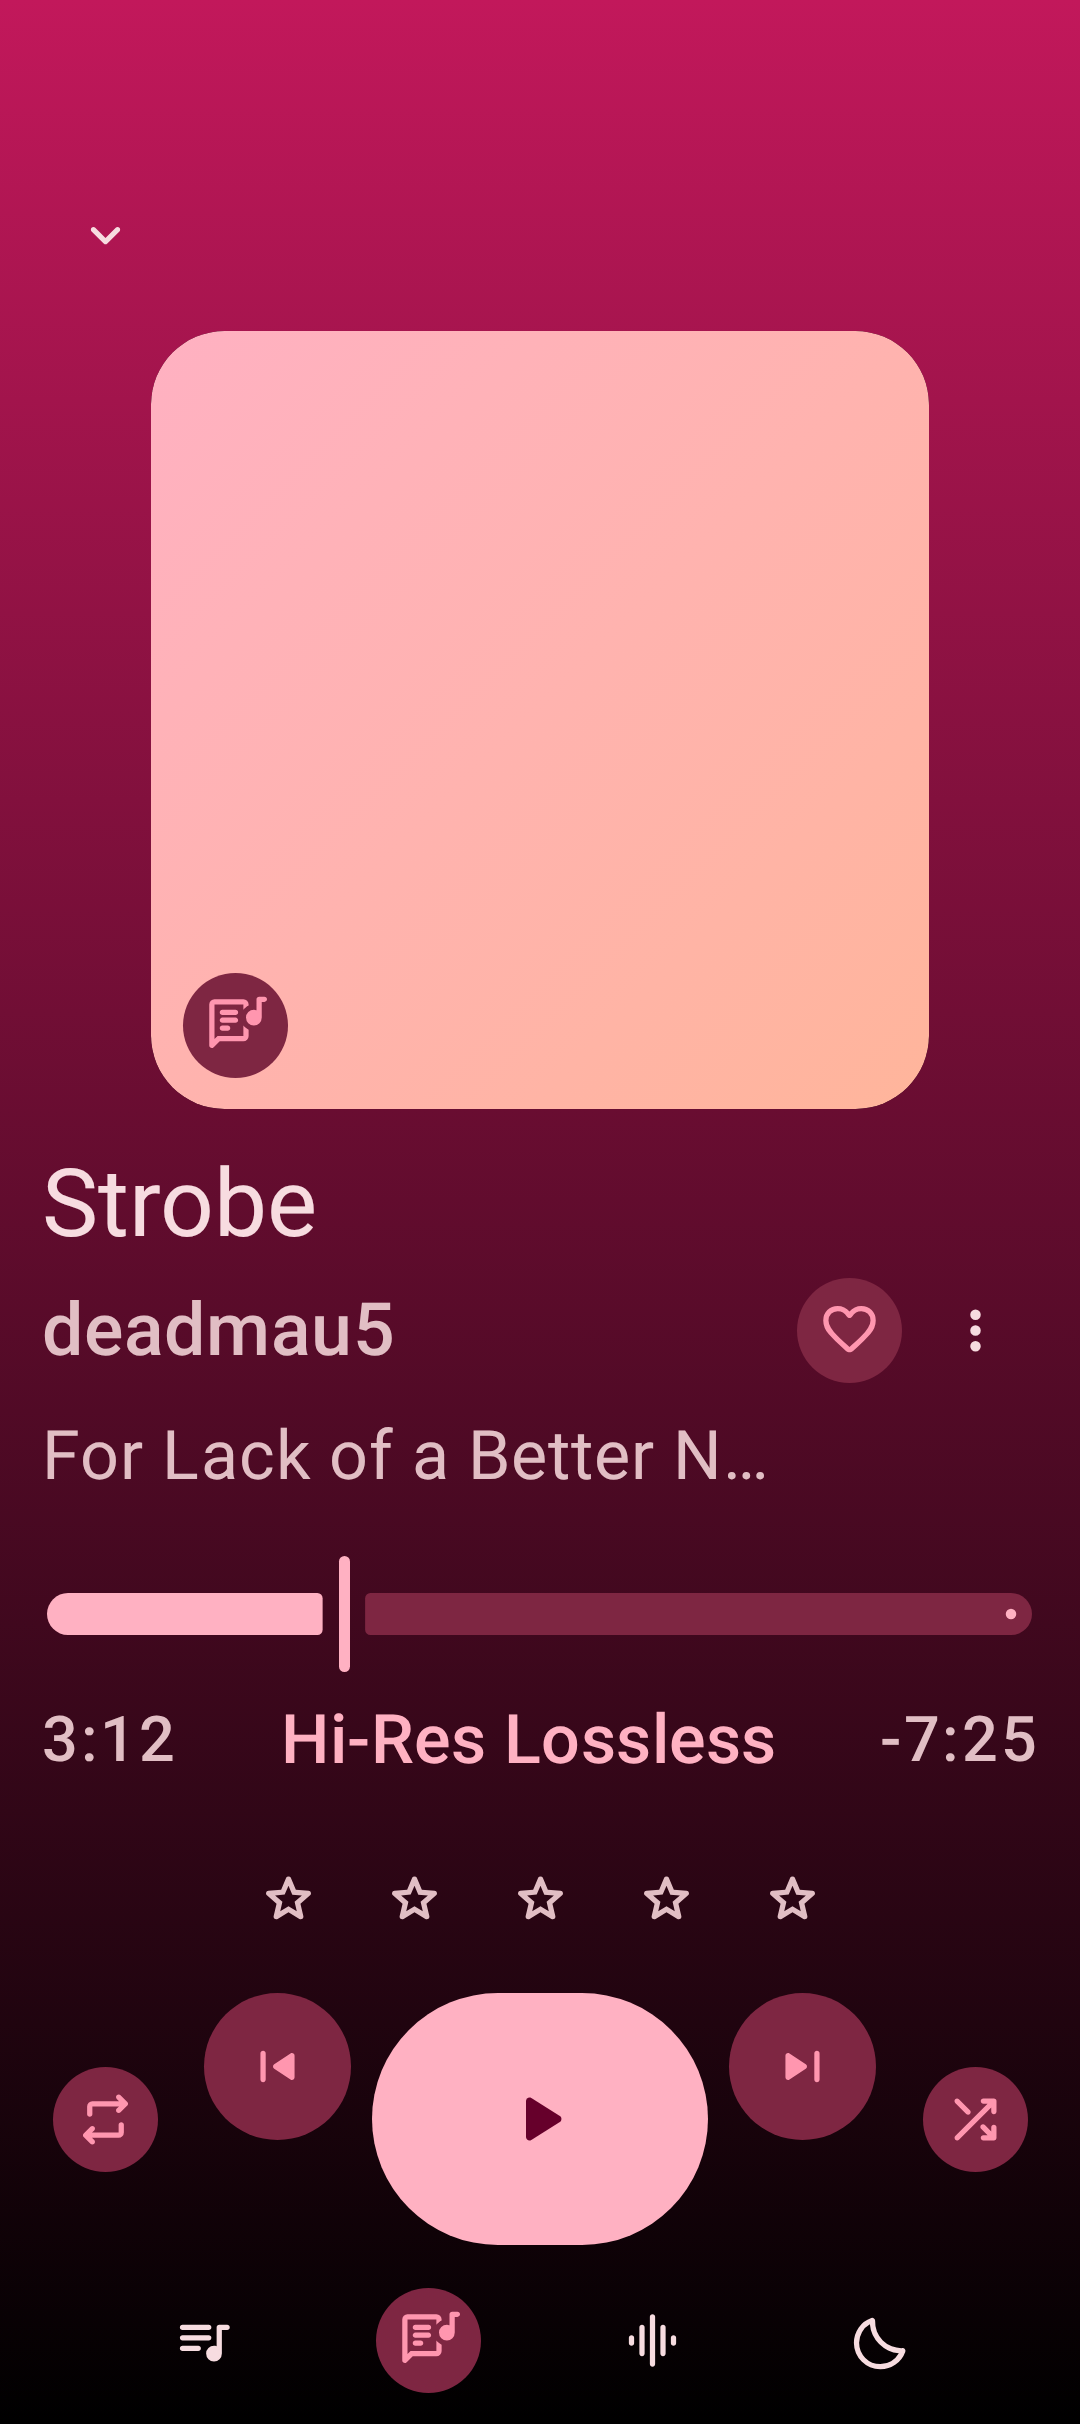 Strobe
deadmau5
For Lack of a Better N…
3:12
Hi-Res Lossless
-7:25